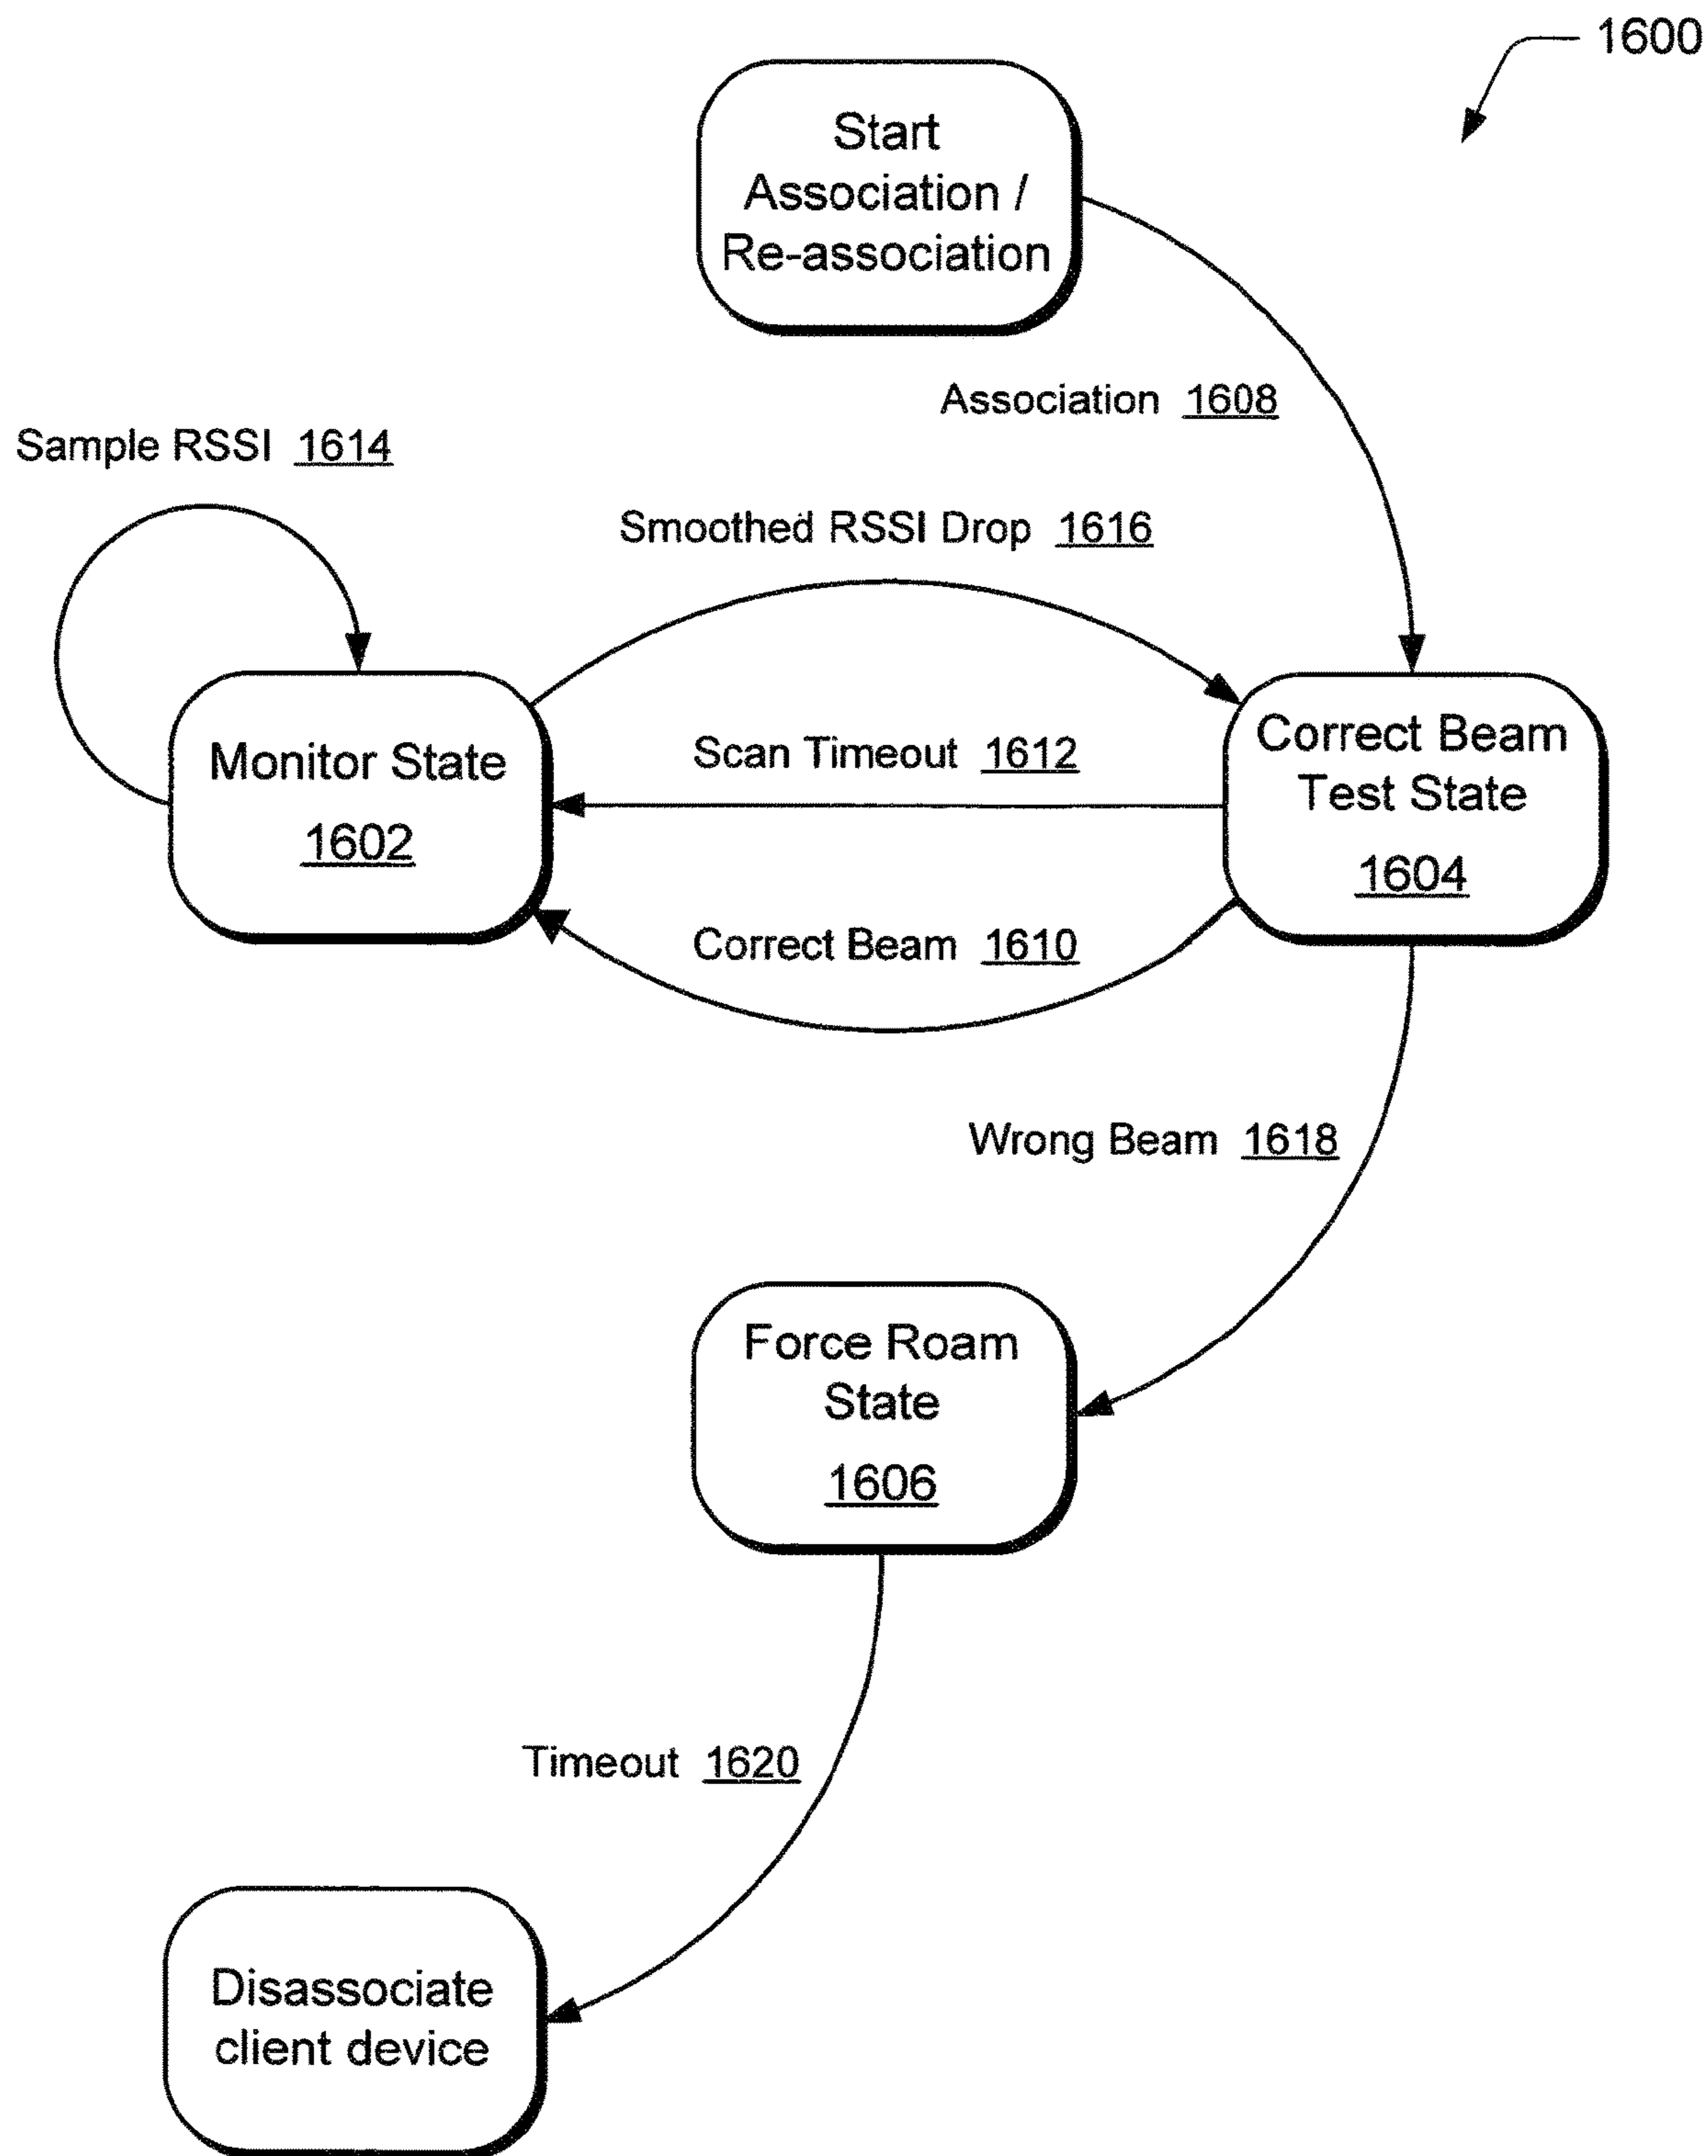 1600
Start
Association /
Re-association
Association 1608
Sample RSSI 1614
Smoothed RSSI Drop 1616
Monitor State
1602
Scan Timeout 1612
Correct Beam
Test State
1604
Correct Beam 1610
Wrong Beam 1618
Force Roam
State
1606
Timeout 1620
Disassociate
client device